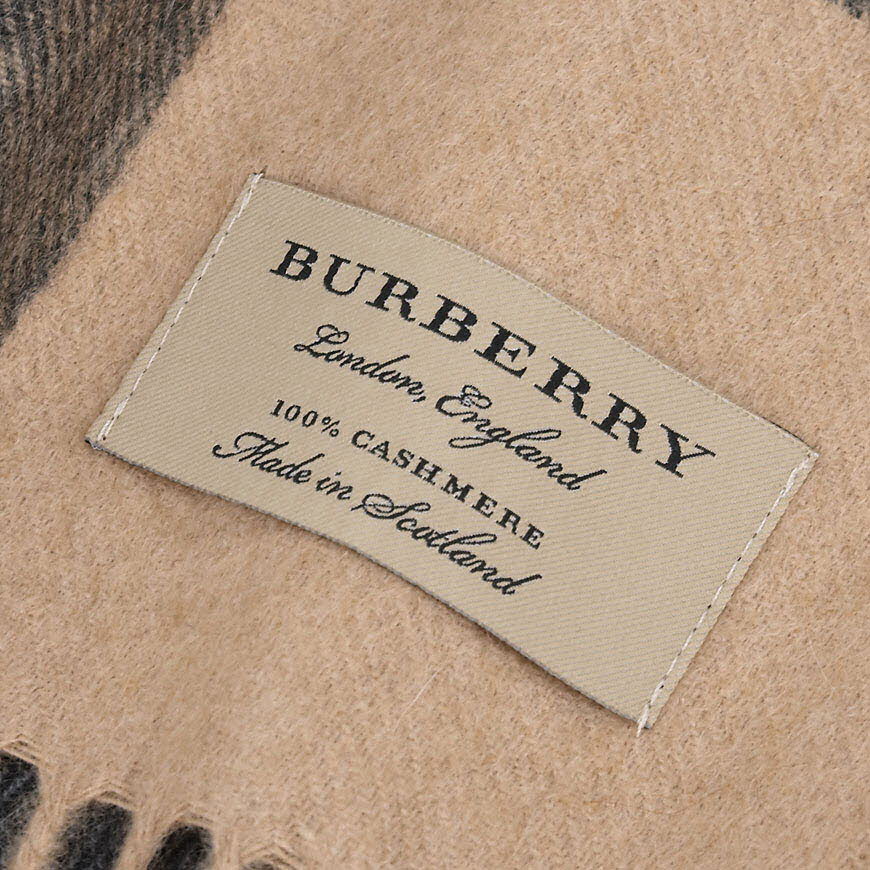 BURBERRY
London, England
100% CASHMERE
Made in Scotland